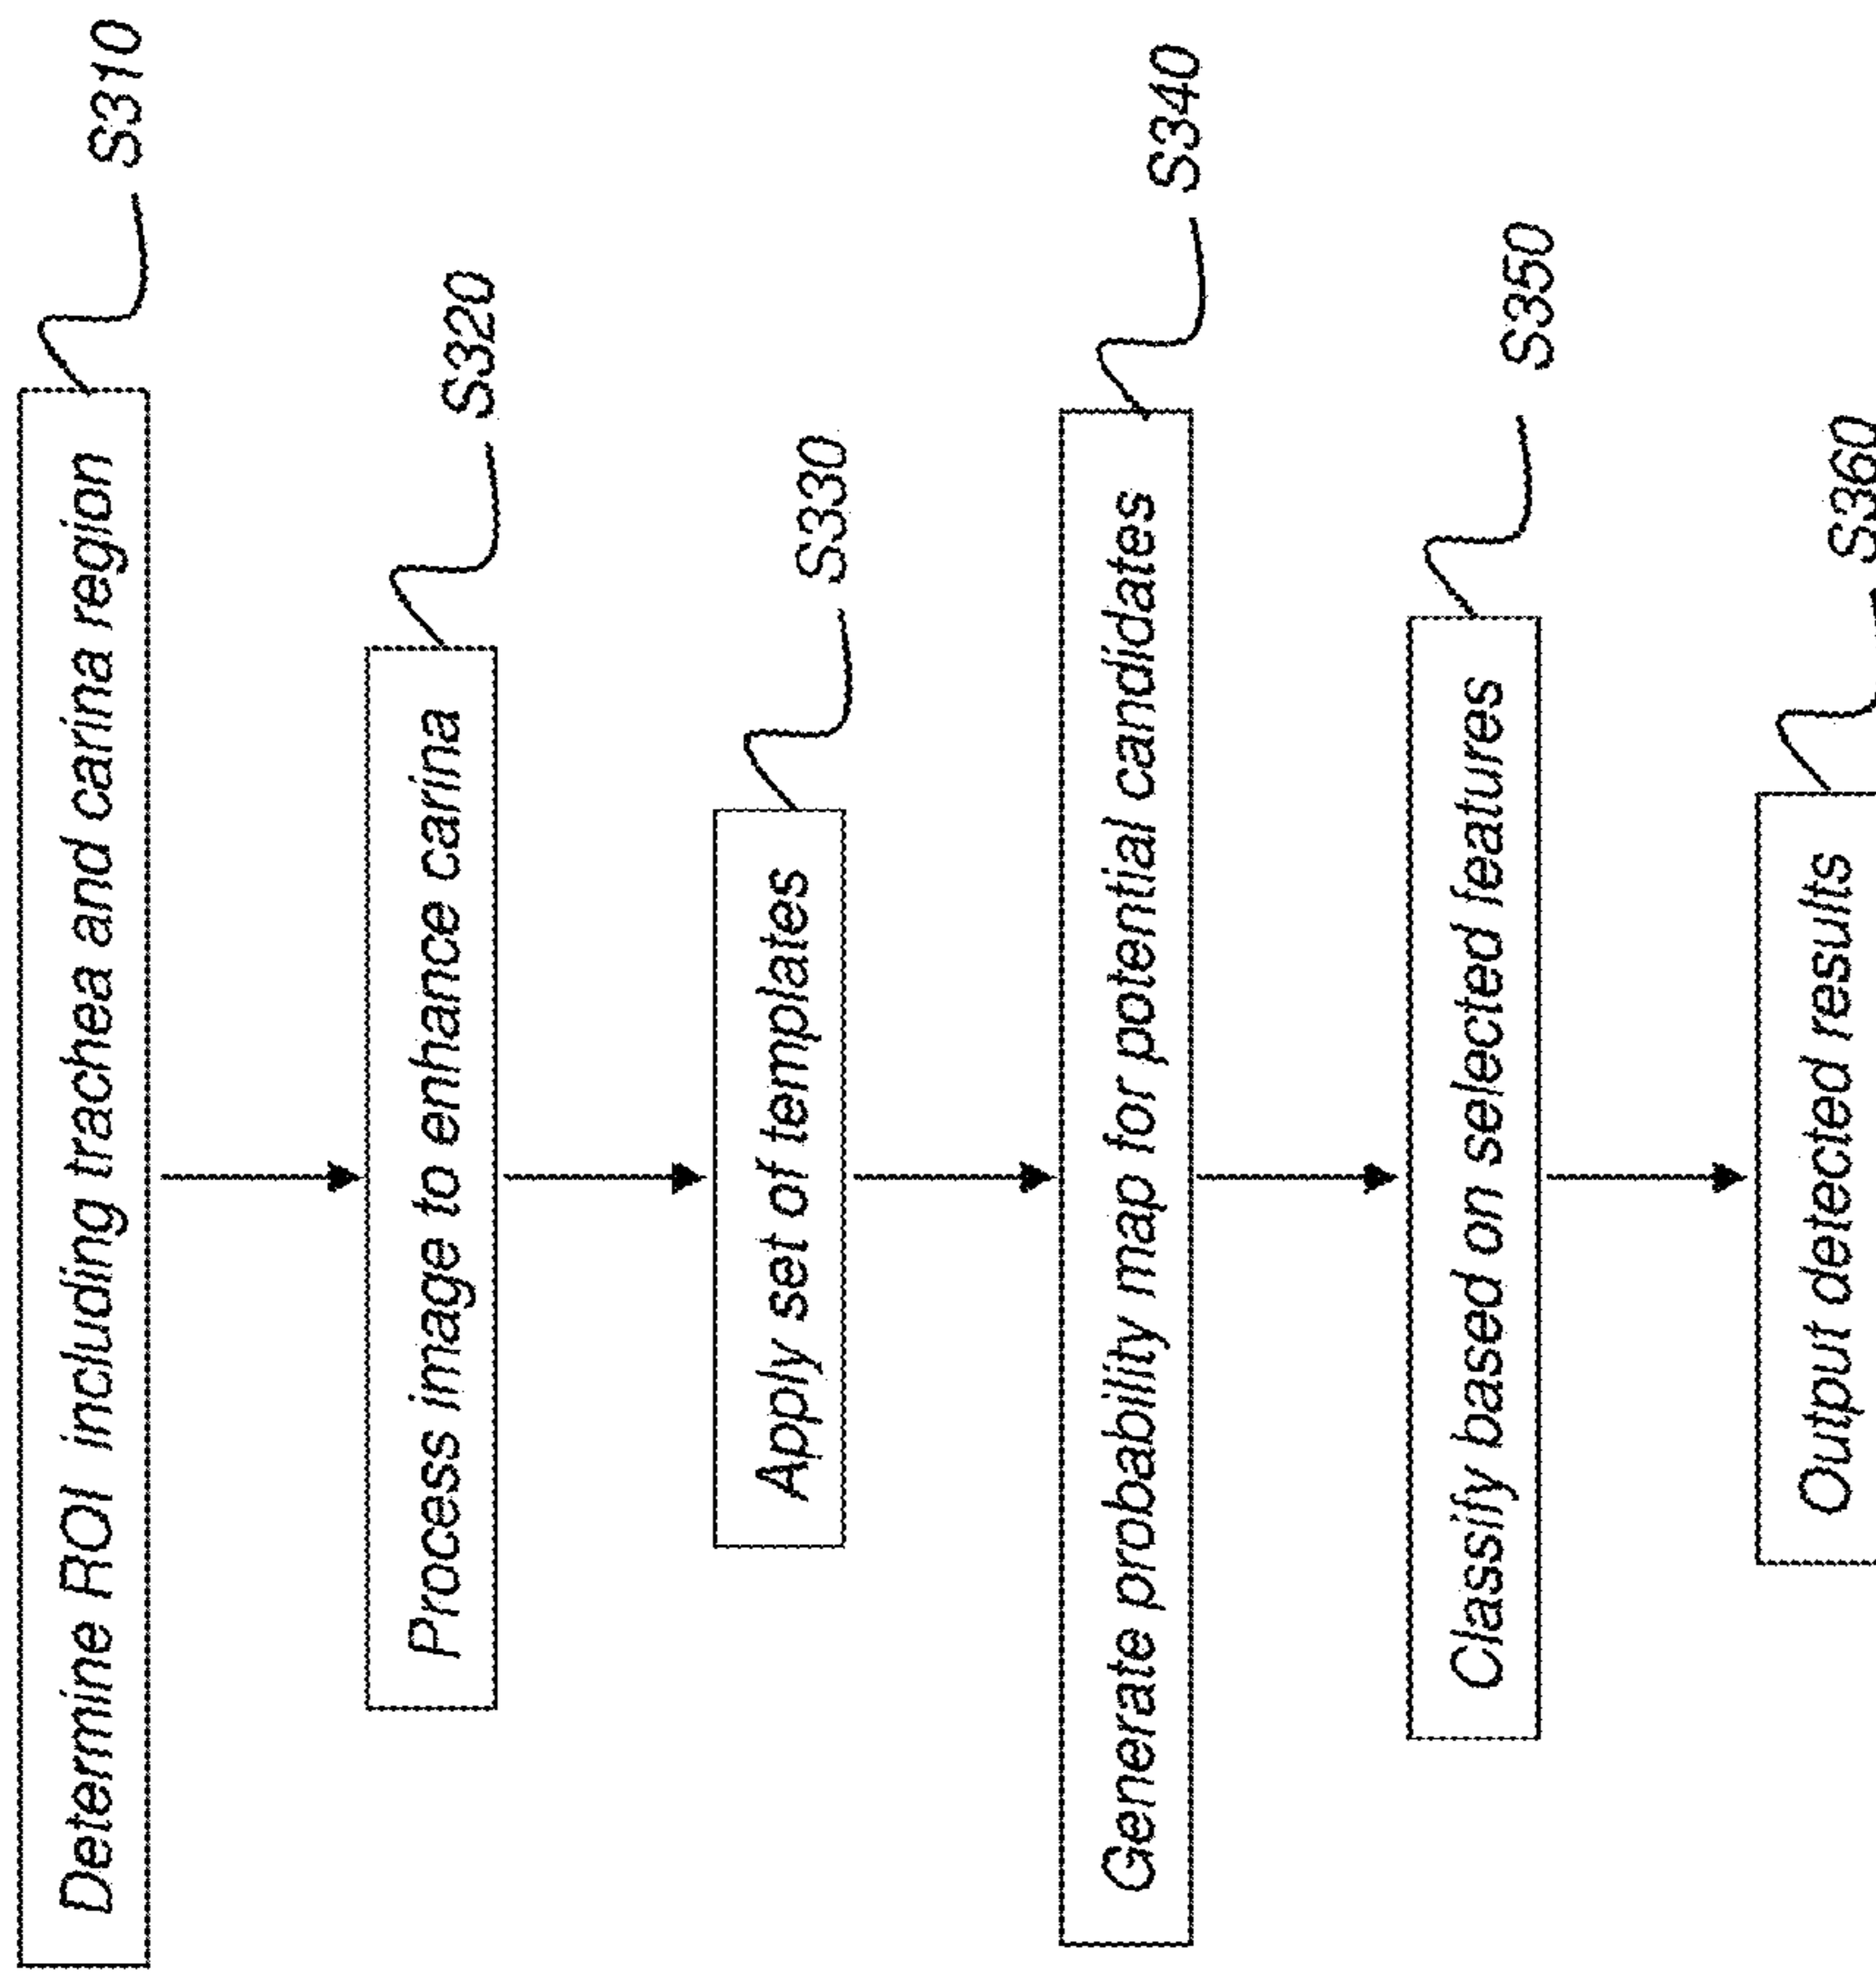 Determine ROI including trachea and carina region
S310
Process image to enhance carina
S320
Apply set of templates
S330
Generate probability map for potential candidates
S340
Classify based on selected features
S350
Output detected results
S360